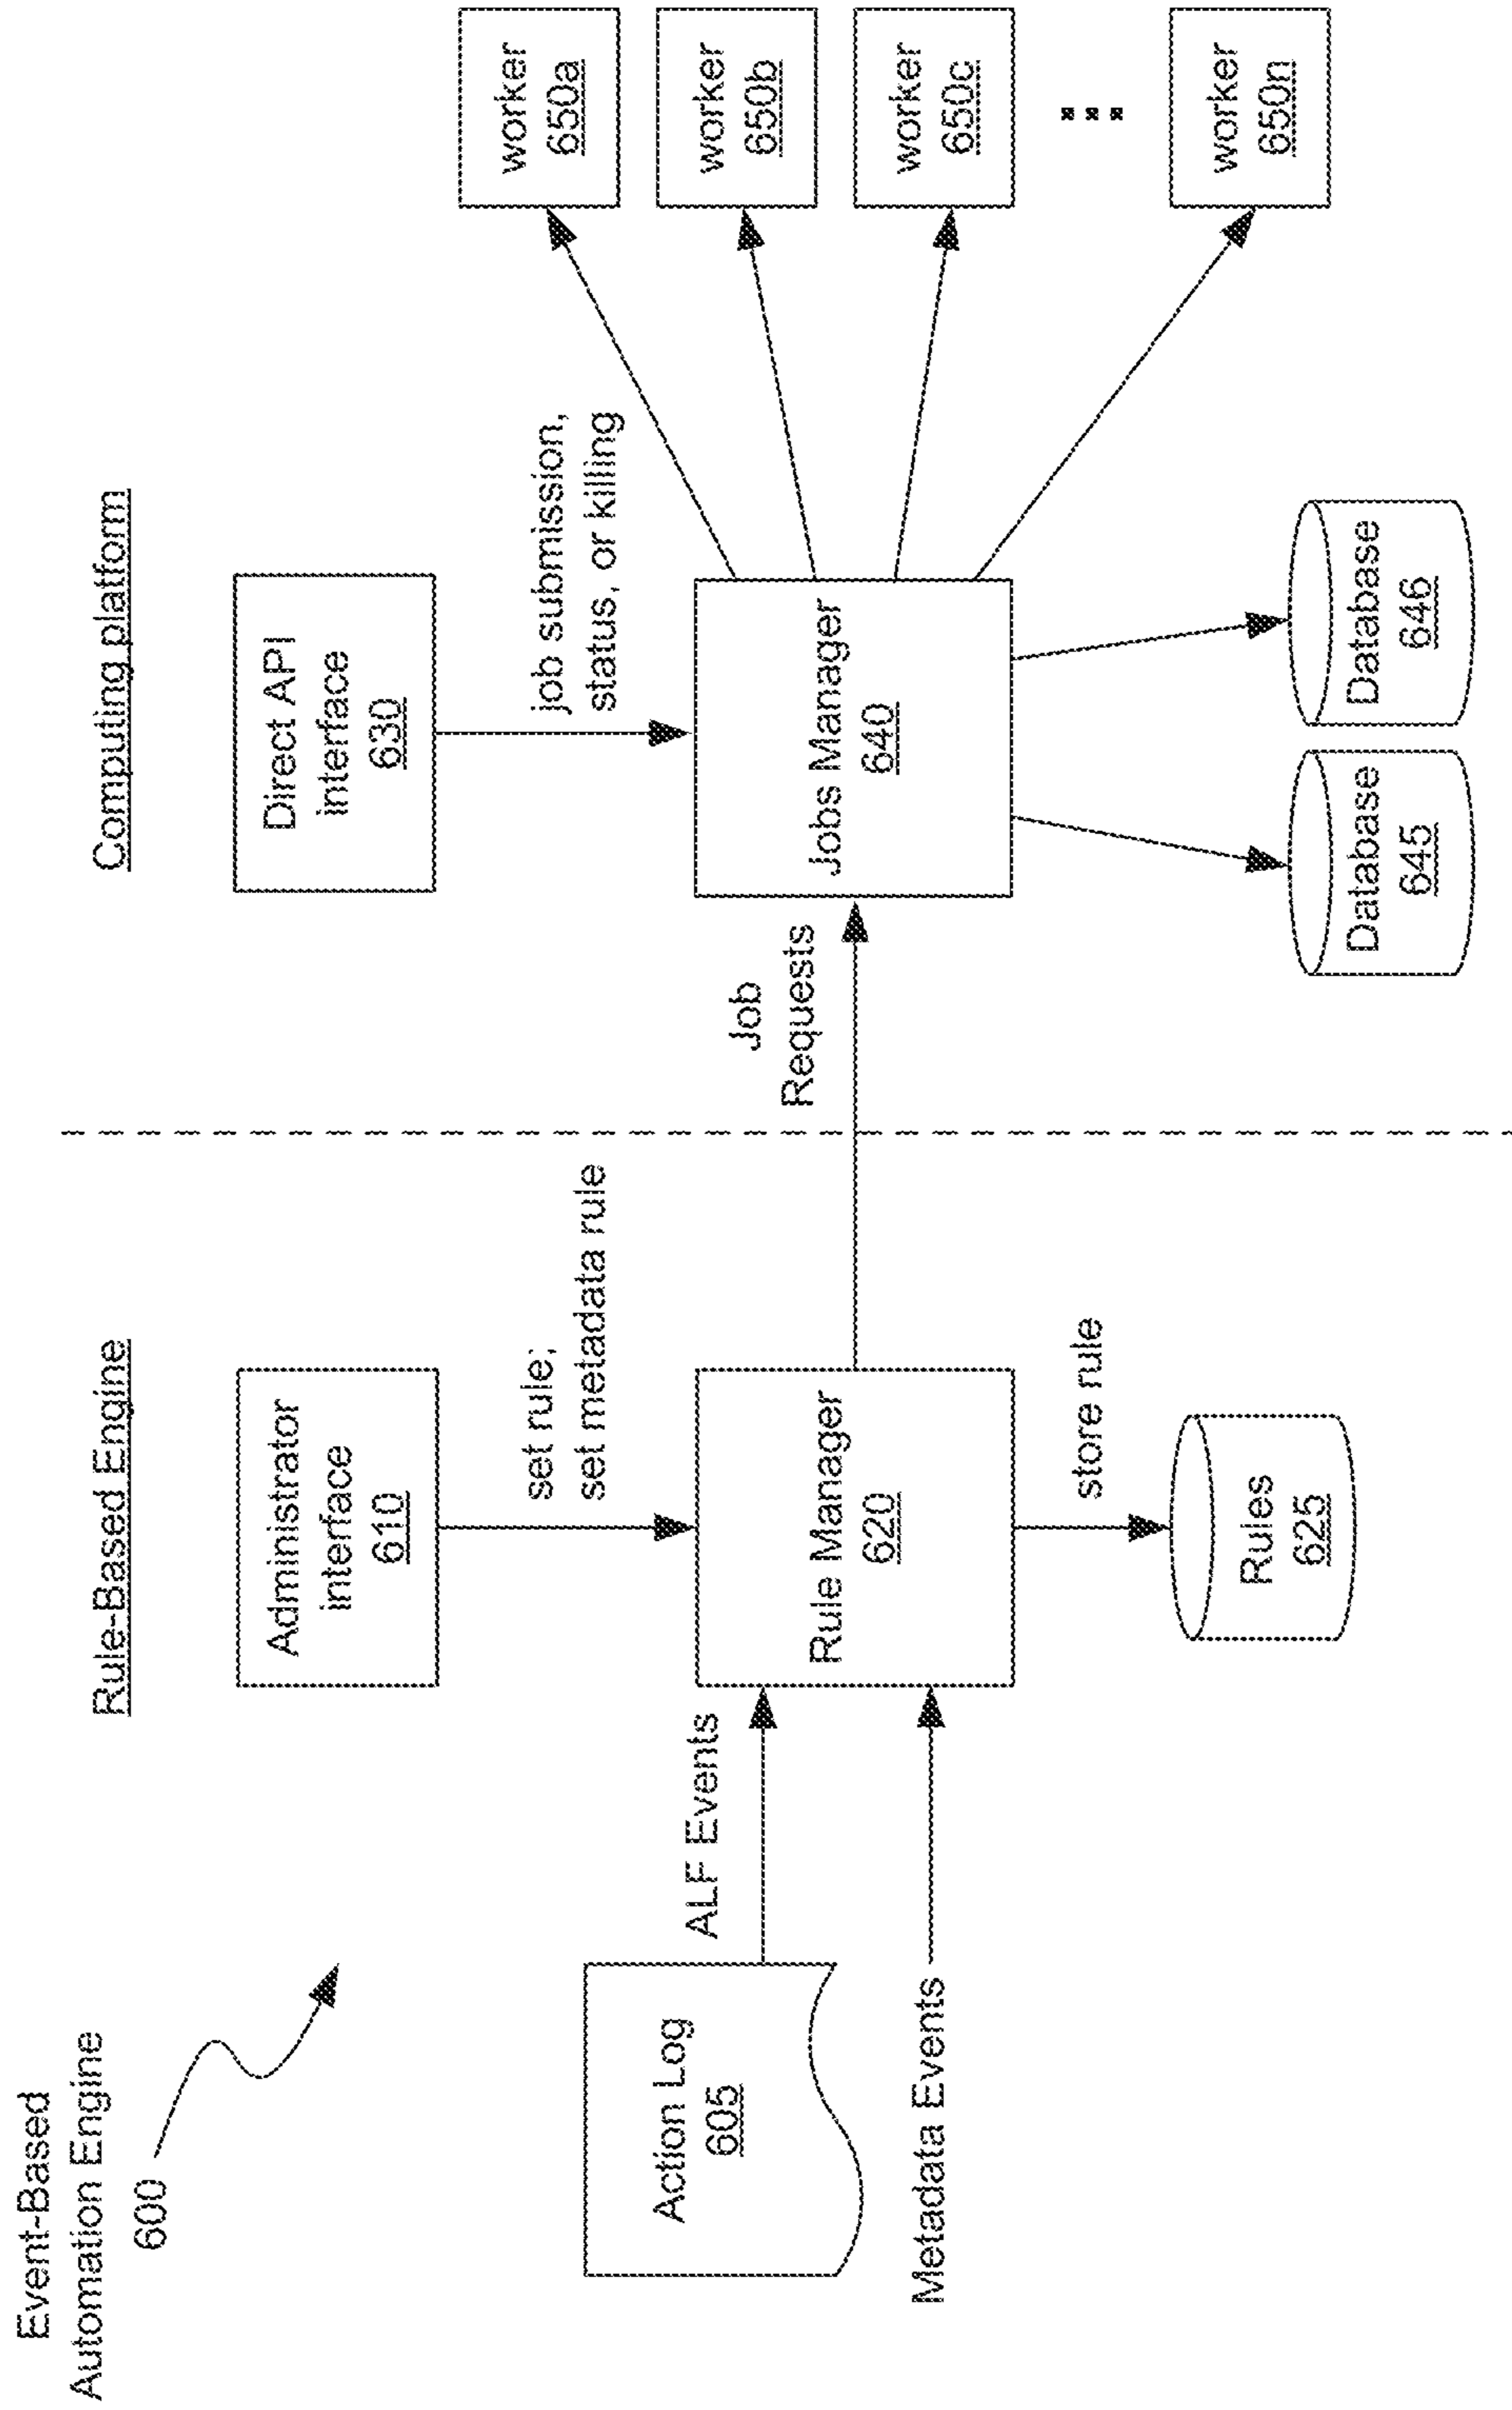 Event-Based
Automation Engine
600
Rule-Based Engine
Computing platform
Administrator
interface
610
Direct API
interface
630
set rule;
set metadata rule
job submission,
status, or killing
Action Log
605
ALF Events
Metadata Events
Rule Manager
620
Job
Requests
Jobs Manager
640
store rule
Rules
625
Database
645
Database
646
worker
650a
worker
650b
worker
650c
worker
650n